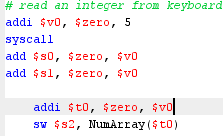 # read an integer from keyboard
addi $v0, $zero, 5
syscall
add $s0, $zero, $v0
add $s1, $zero, $v0
addi $t0, $zero, $v0
sw $s2, NumArray($t0)